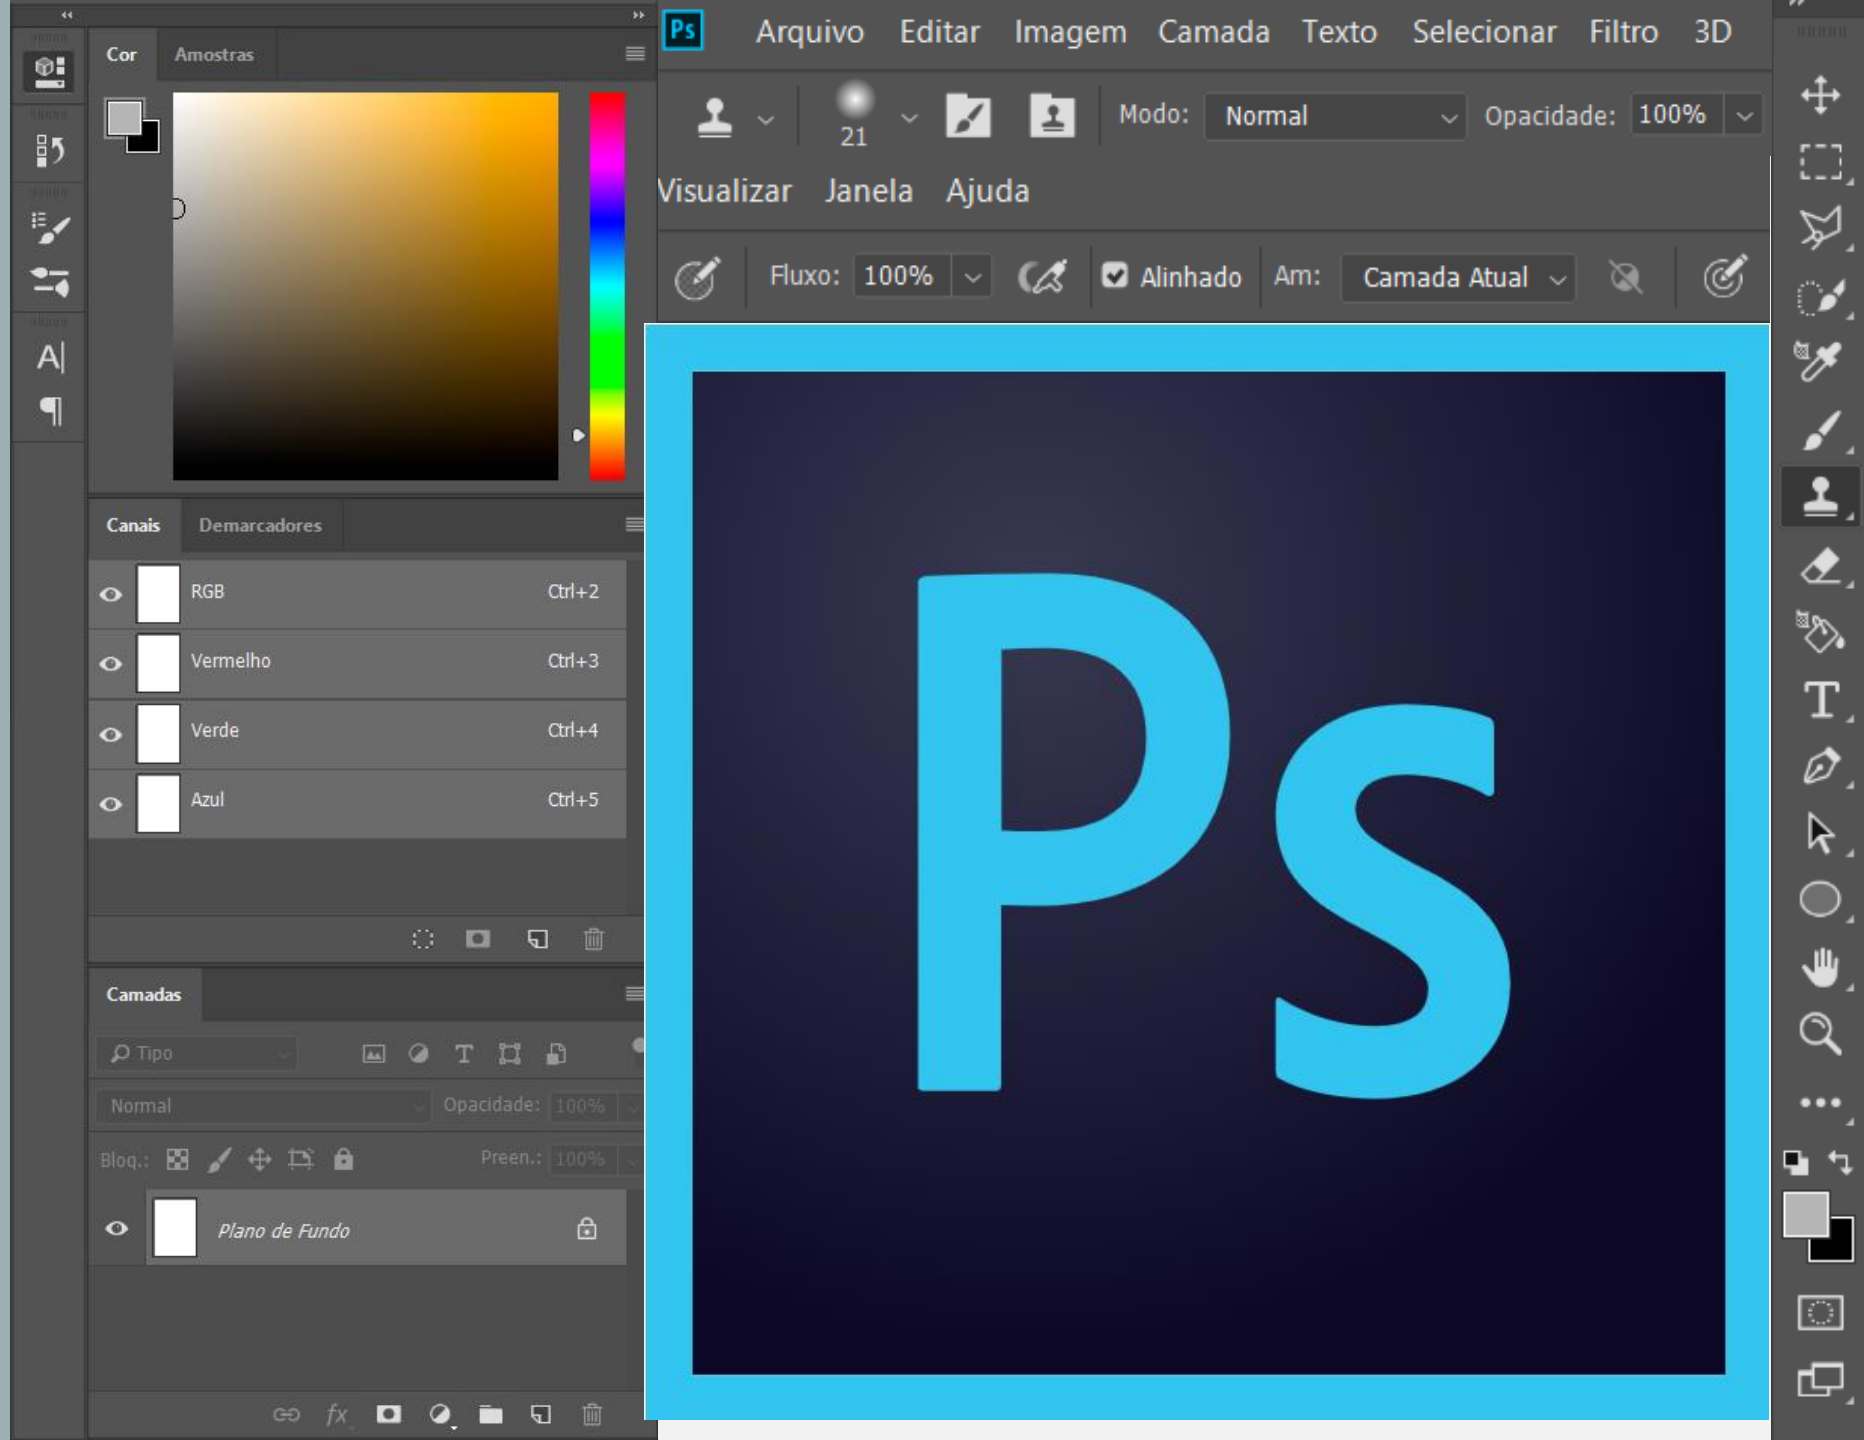 Cor Amostras
Canais Demarcadores
RGB Ctrl+2
Vermelho Ctrl+3
Verde Ctrl+4
Azul Ctrl+5
Camadas
Tipo
Normal Opacidade: 100%
Bloq.: Preen.: 100%
Plano de Fundo
fx
Ps Arquivo Editar Imagem Camada Texto Selecionar Filtro 3D
21 Modo: Normal Opacidade: 100%
Visualizar Janela Ajuda
Fluxo: 100% Alinhado Am: Camada Atual
Ps